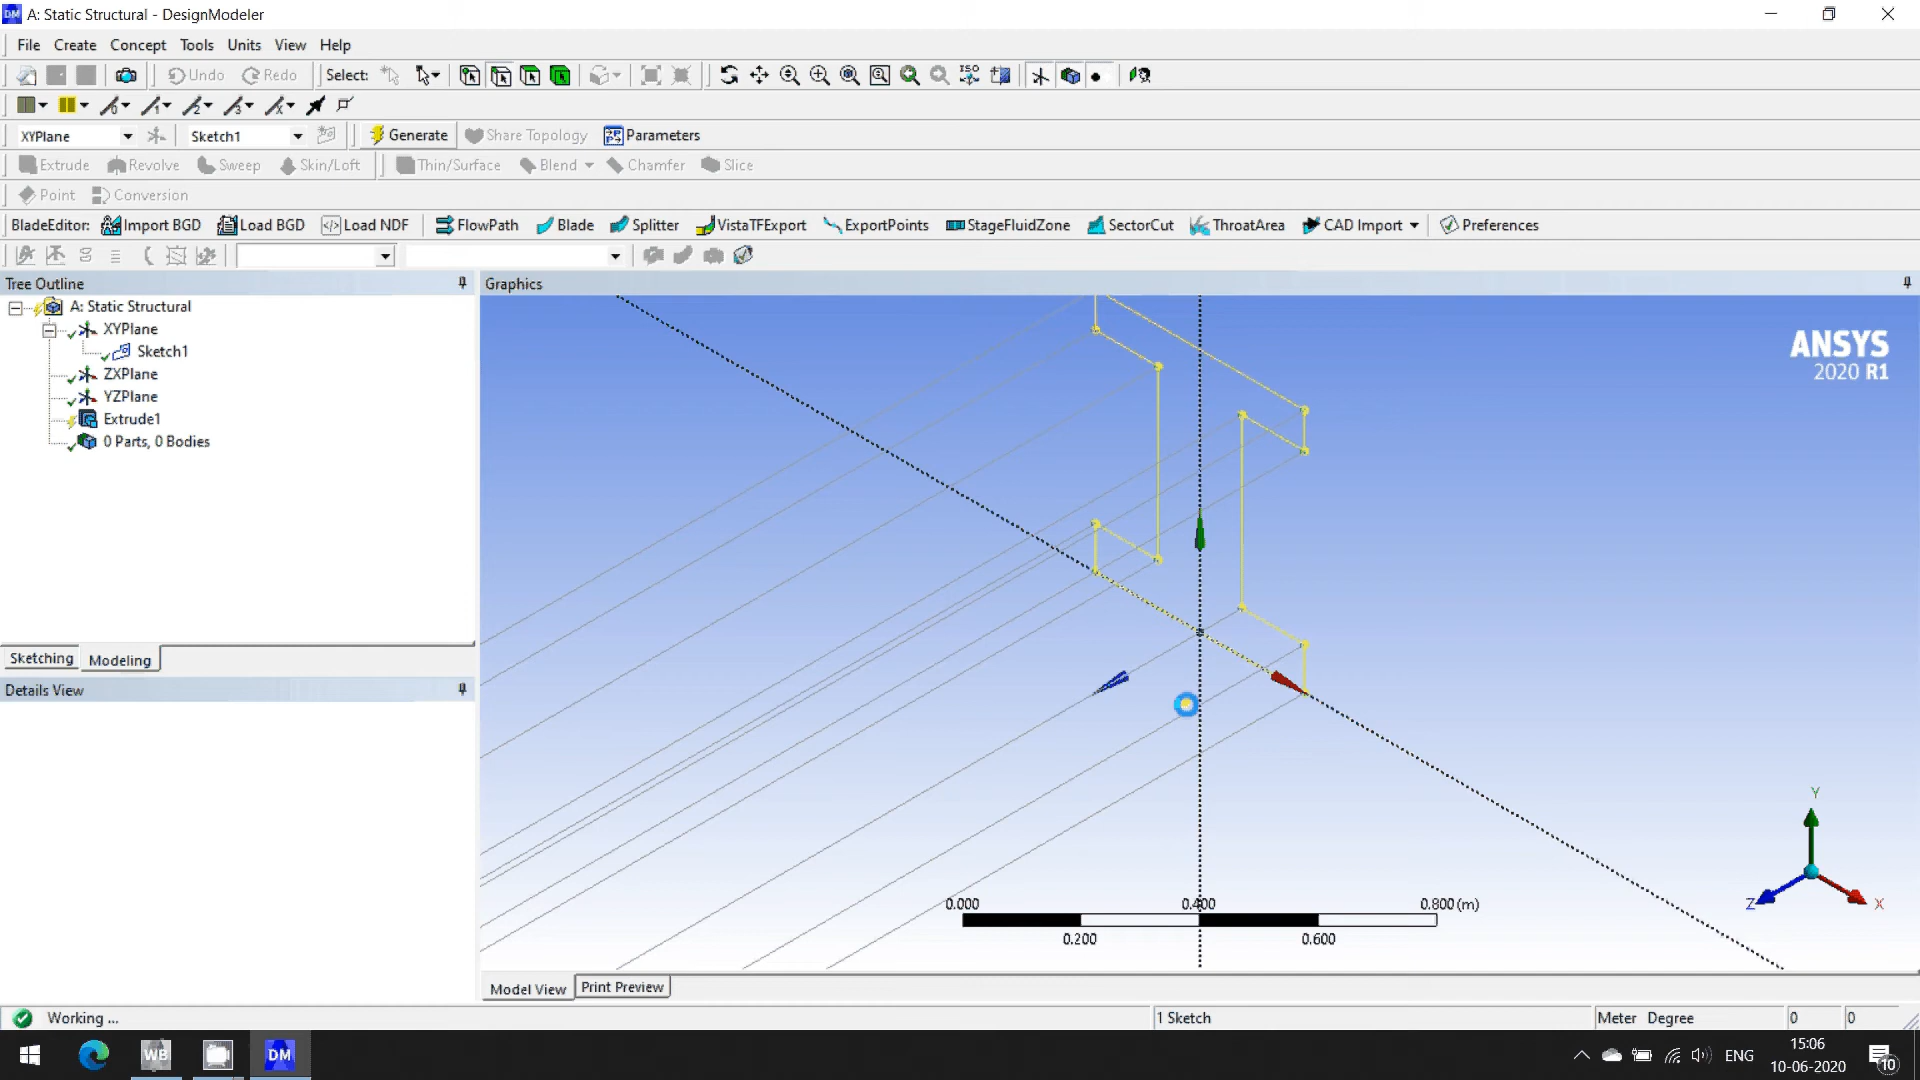 A: Static Structural - DesignModeler
File Create Concept Tools Units View Help
Undo Redo Select: ISO
XYPlane Sketch1 Generate Share Topology Parameters
Extrude Revolve Sweep Skin/Loft Thin/Surface Blend Chamfer Slice
Point Conversion
BladeEditor: Import BGD Load BGD Load NDF FlowPath Blade Splitter VistaTFExport ExportPoints StageFluidZone SectorCut ThroatArea CAD Import Preferences
Tree Outline
A: Static Structural
XYPlane
Sketch1
ZXPlane
YZPlane
Extrude1
0 Parts, 0 Bodies
Sketching Modeling
Details View
Graphics
ANSYS
2020 R1
0.000 0.400 0.800 (m)
0.200 0.600
Y
Z X
Model View Print Preview
Working ... 1 Sketch Meter Degree 0 0
WB DM ENG 15:06
10-06-2020
10